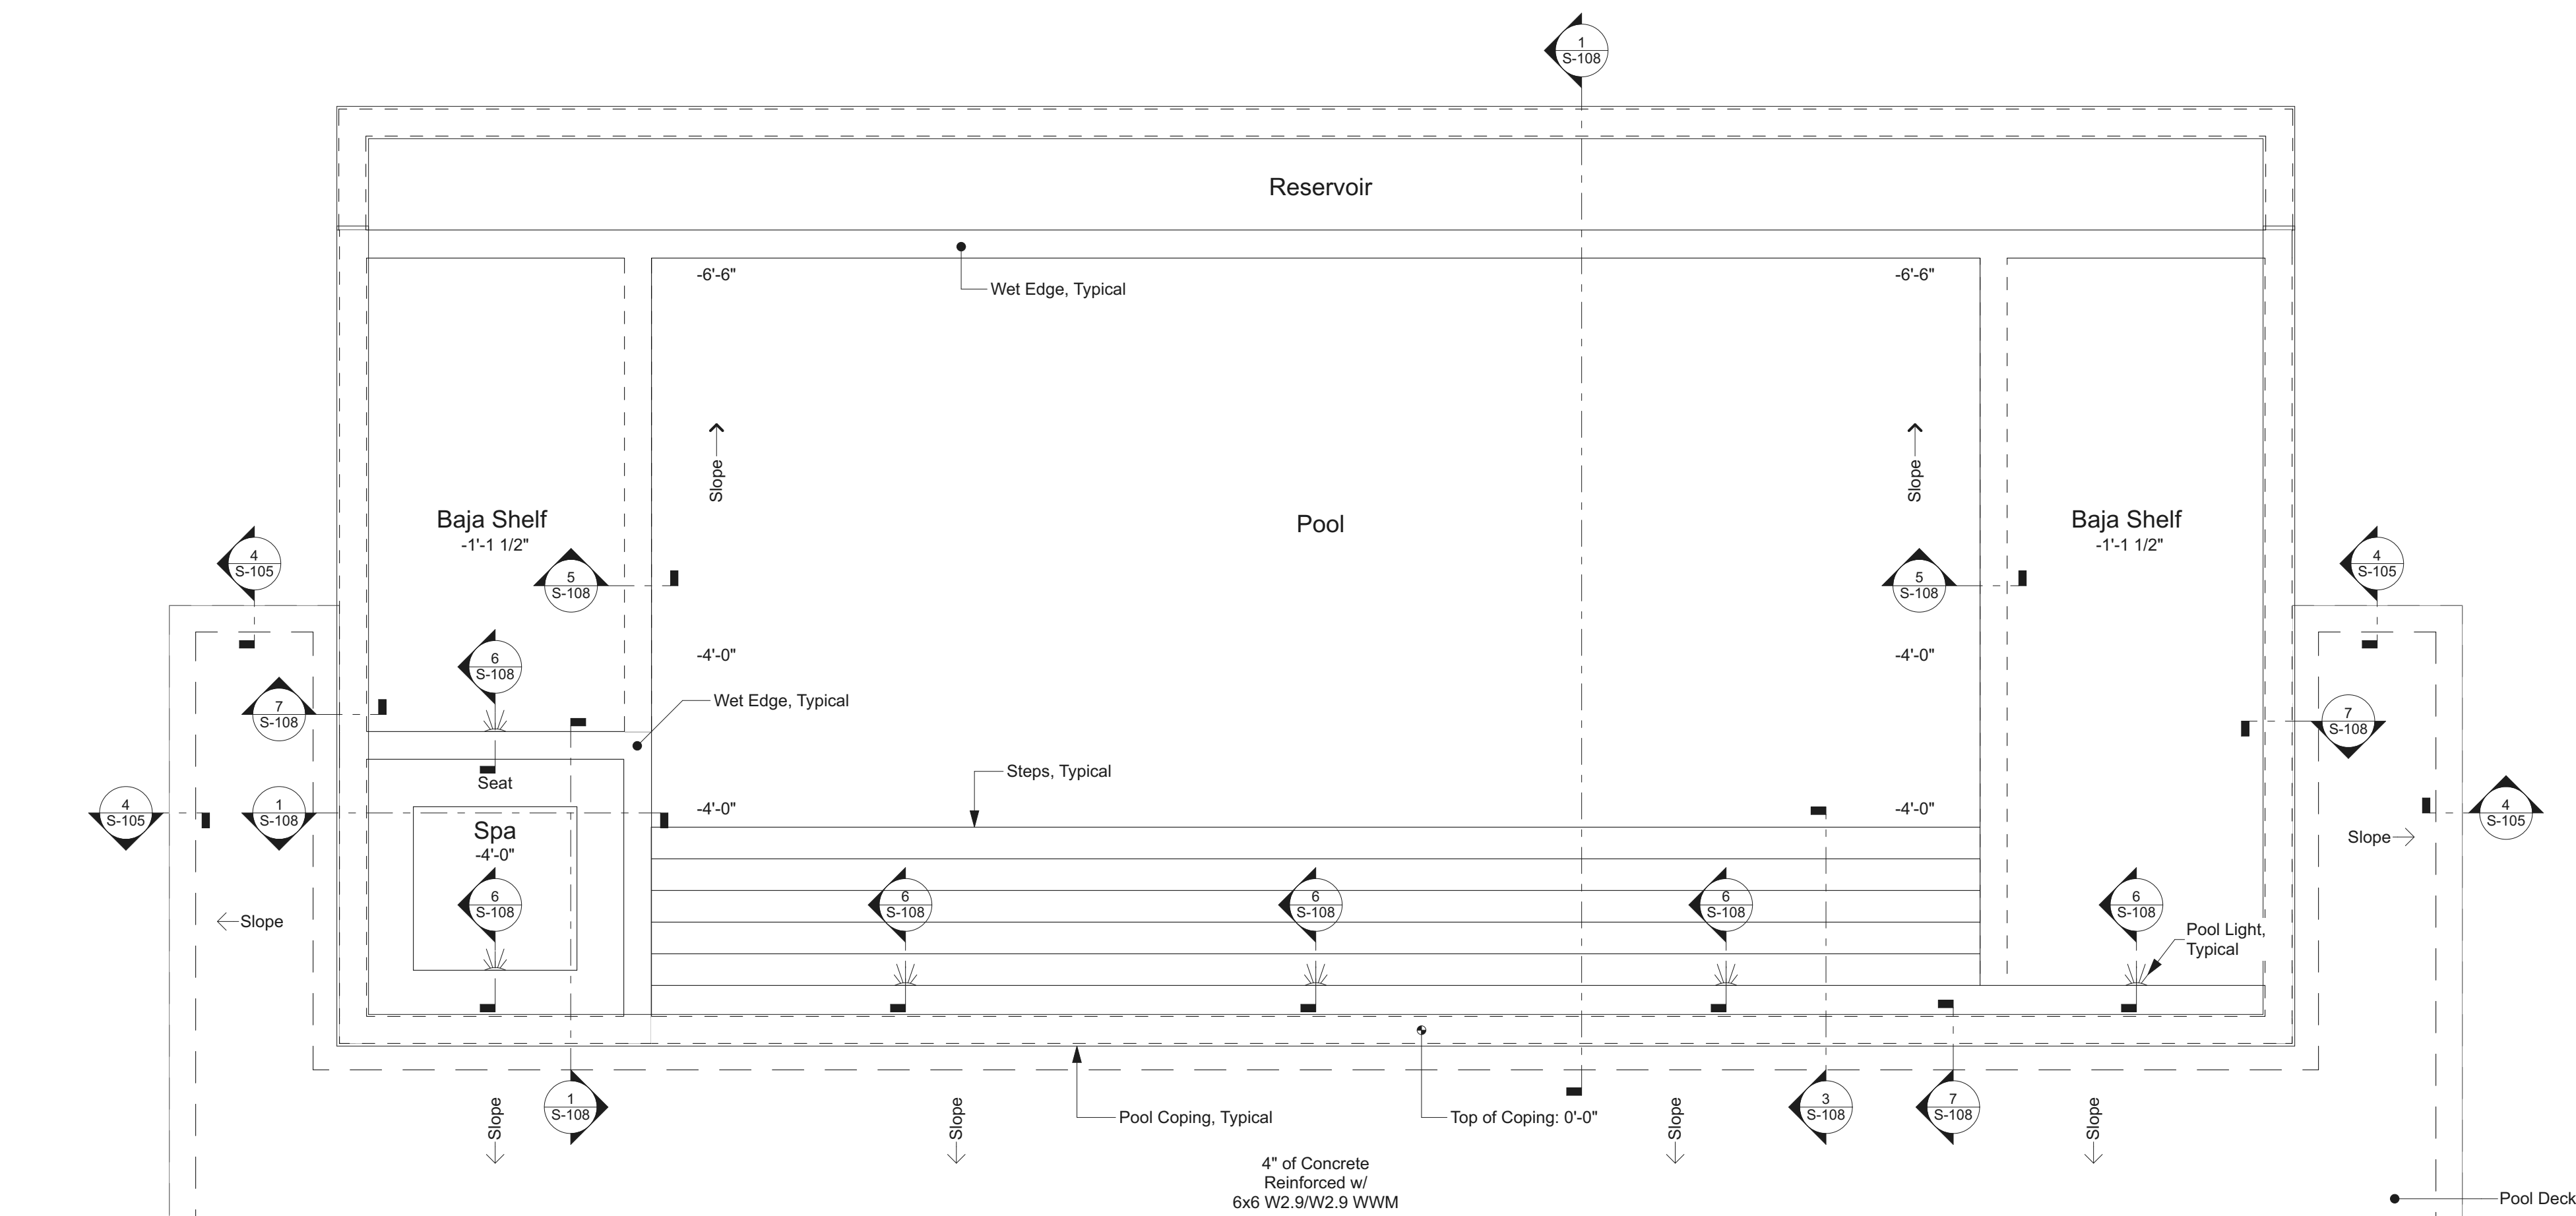 1
S-108
Reservoir
-6'-6"
-6'-6"
Wet Edge, Typical
Slope
Slope
Baja Shelf
-1'-1 1/2"
Pool
Baja Shelf
-1'-1 1/2"
4
S-105
4
S-105
5
S-108
5
S-108
6
S-108
-4'-0"
-4'-0"
7
S-108
Wet Edge, Typical
7
S-108
Seat
Steps, Typical
4
S-105
1
S-108
-4'-0"
-4'-0"
4
S-105
Spa
-4'-0"
Slope
6
S-108
6
S-108
6
S-108
6
S-108
6
S-108
Slope
Pool Light,
Typical
1
S-108
3
S-108
7
S-108
Slope
Slope
Pool Coping, Typical
Top of Coping: 0'-0"
Slope
Slope
4" of Concrete
Reinforced w/
6x6 W2.9/W2.9 WWM
Pool Deck